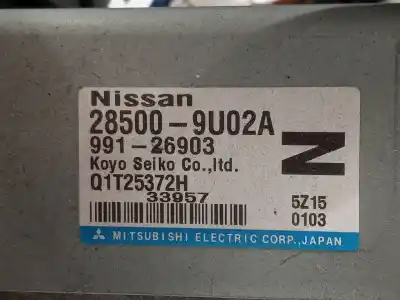 Nissan
28500-9U02A
991-26903
Koyo Seiko Co.,ltd.
Q1T25372H
33957
N
5Z15
0103
MITSUBISHI ELECTRIC CORP., JAPAN